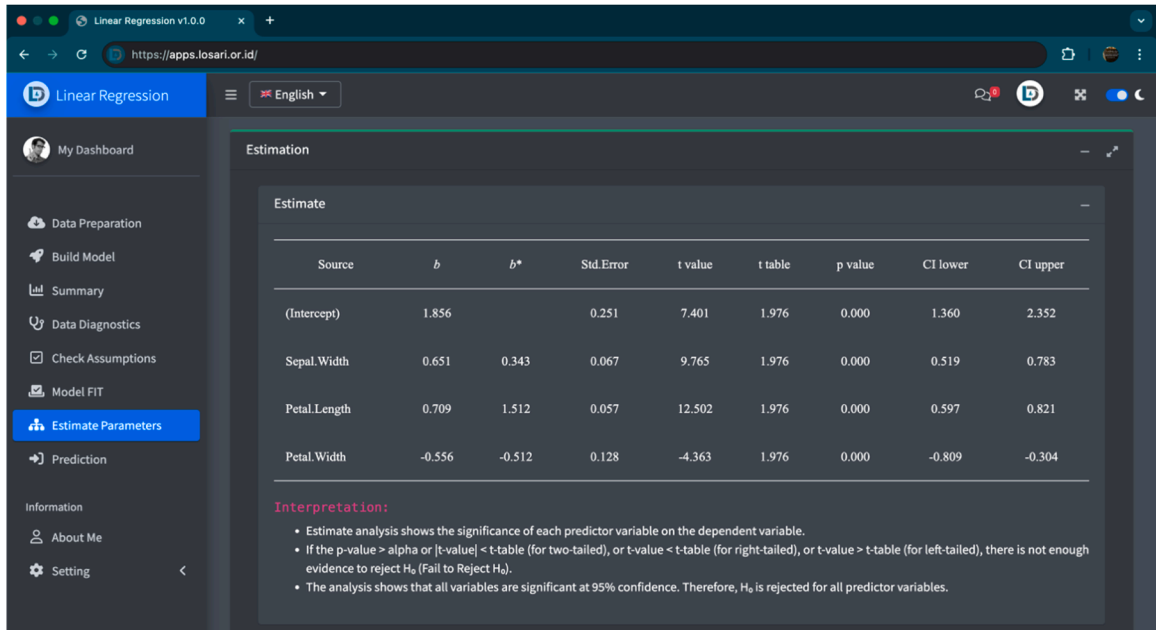 Linear Regression v1.0.0
https://apps.losari.or.id/
Linear Regression
English
0
My Dashboard
Data Preparation
Build Model
Summary
Data Diagnostics
Check Assumptions
Model FIT
Estimate Parameters
Prediction
Information
About Me
Setting
Estimation
Estimate
Source b b* Std.Error t value t table p value CI lower CI upper
(Intercept) 1.856 0.251 7.401 1.976 0.000 1.360 2.352
Sepal.Width 0.651 0.343 0.067 9.765 1.976 0.000 0.519 0.783
Petal.Length 0.709 1.512 0.057 12.502 1.976 0.000 0.597 0.821
Petal.Width -0.556 -0.512 0.128 -4.363 1.976 0.000 -0.809 -0.304
Interpretation:
• Estimate analysis shows the significance of each predictor variable on the dependent variable.
• If the p-value > alpha or |t-value| < t-table (for two-tailed), or t-value < t-table (for right-tailed), or t-value > t-table (for left-tailed), there is not enough
evidence to reject H₀ (Fail to Reject H₀).
• The analysis shows that all variables are significant at 95% confidence. Therefore, H₀ is rejected for all predictor variables.